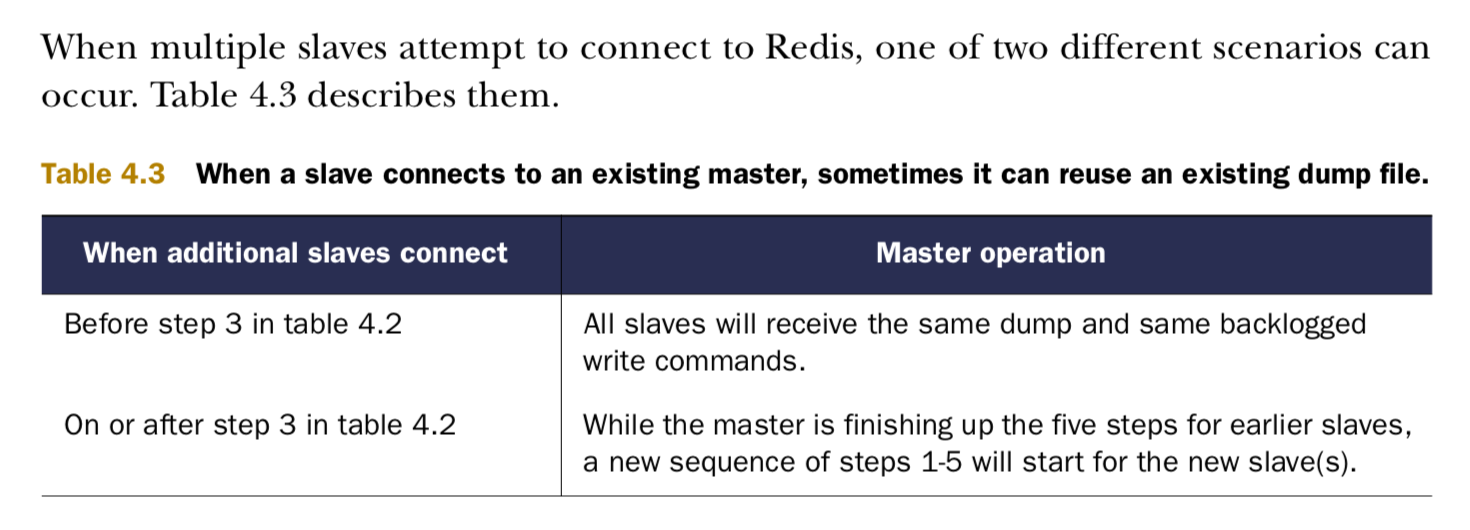 When multiple slaves attempt to connect to Redis, one of two different scenarios can
occur. Table 4.3 describes them.
Table 4.3 When a slave connects to an existing master, sometimes it can reuse an existing dump file.
When additional slaves connect
Master operation
Before step 3 in table 4.2
All slaves will receive the same dump and same backlogged
write commands.
On or after step 3 in table 4.2
While the master is finishing up the five steps for earlier slaves,
a new sequence of steps 1-5 will start for the new slave(s).